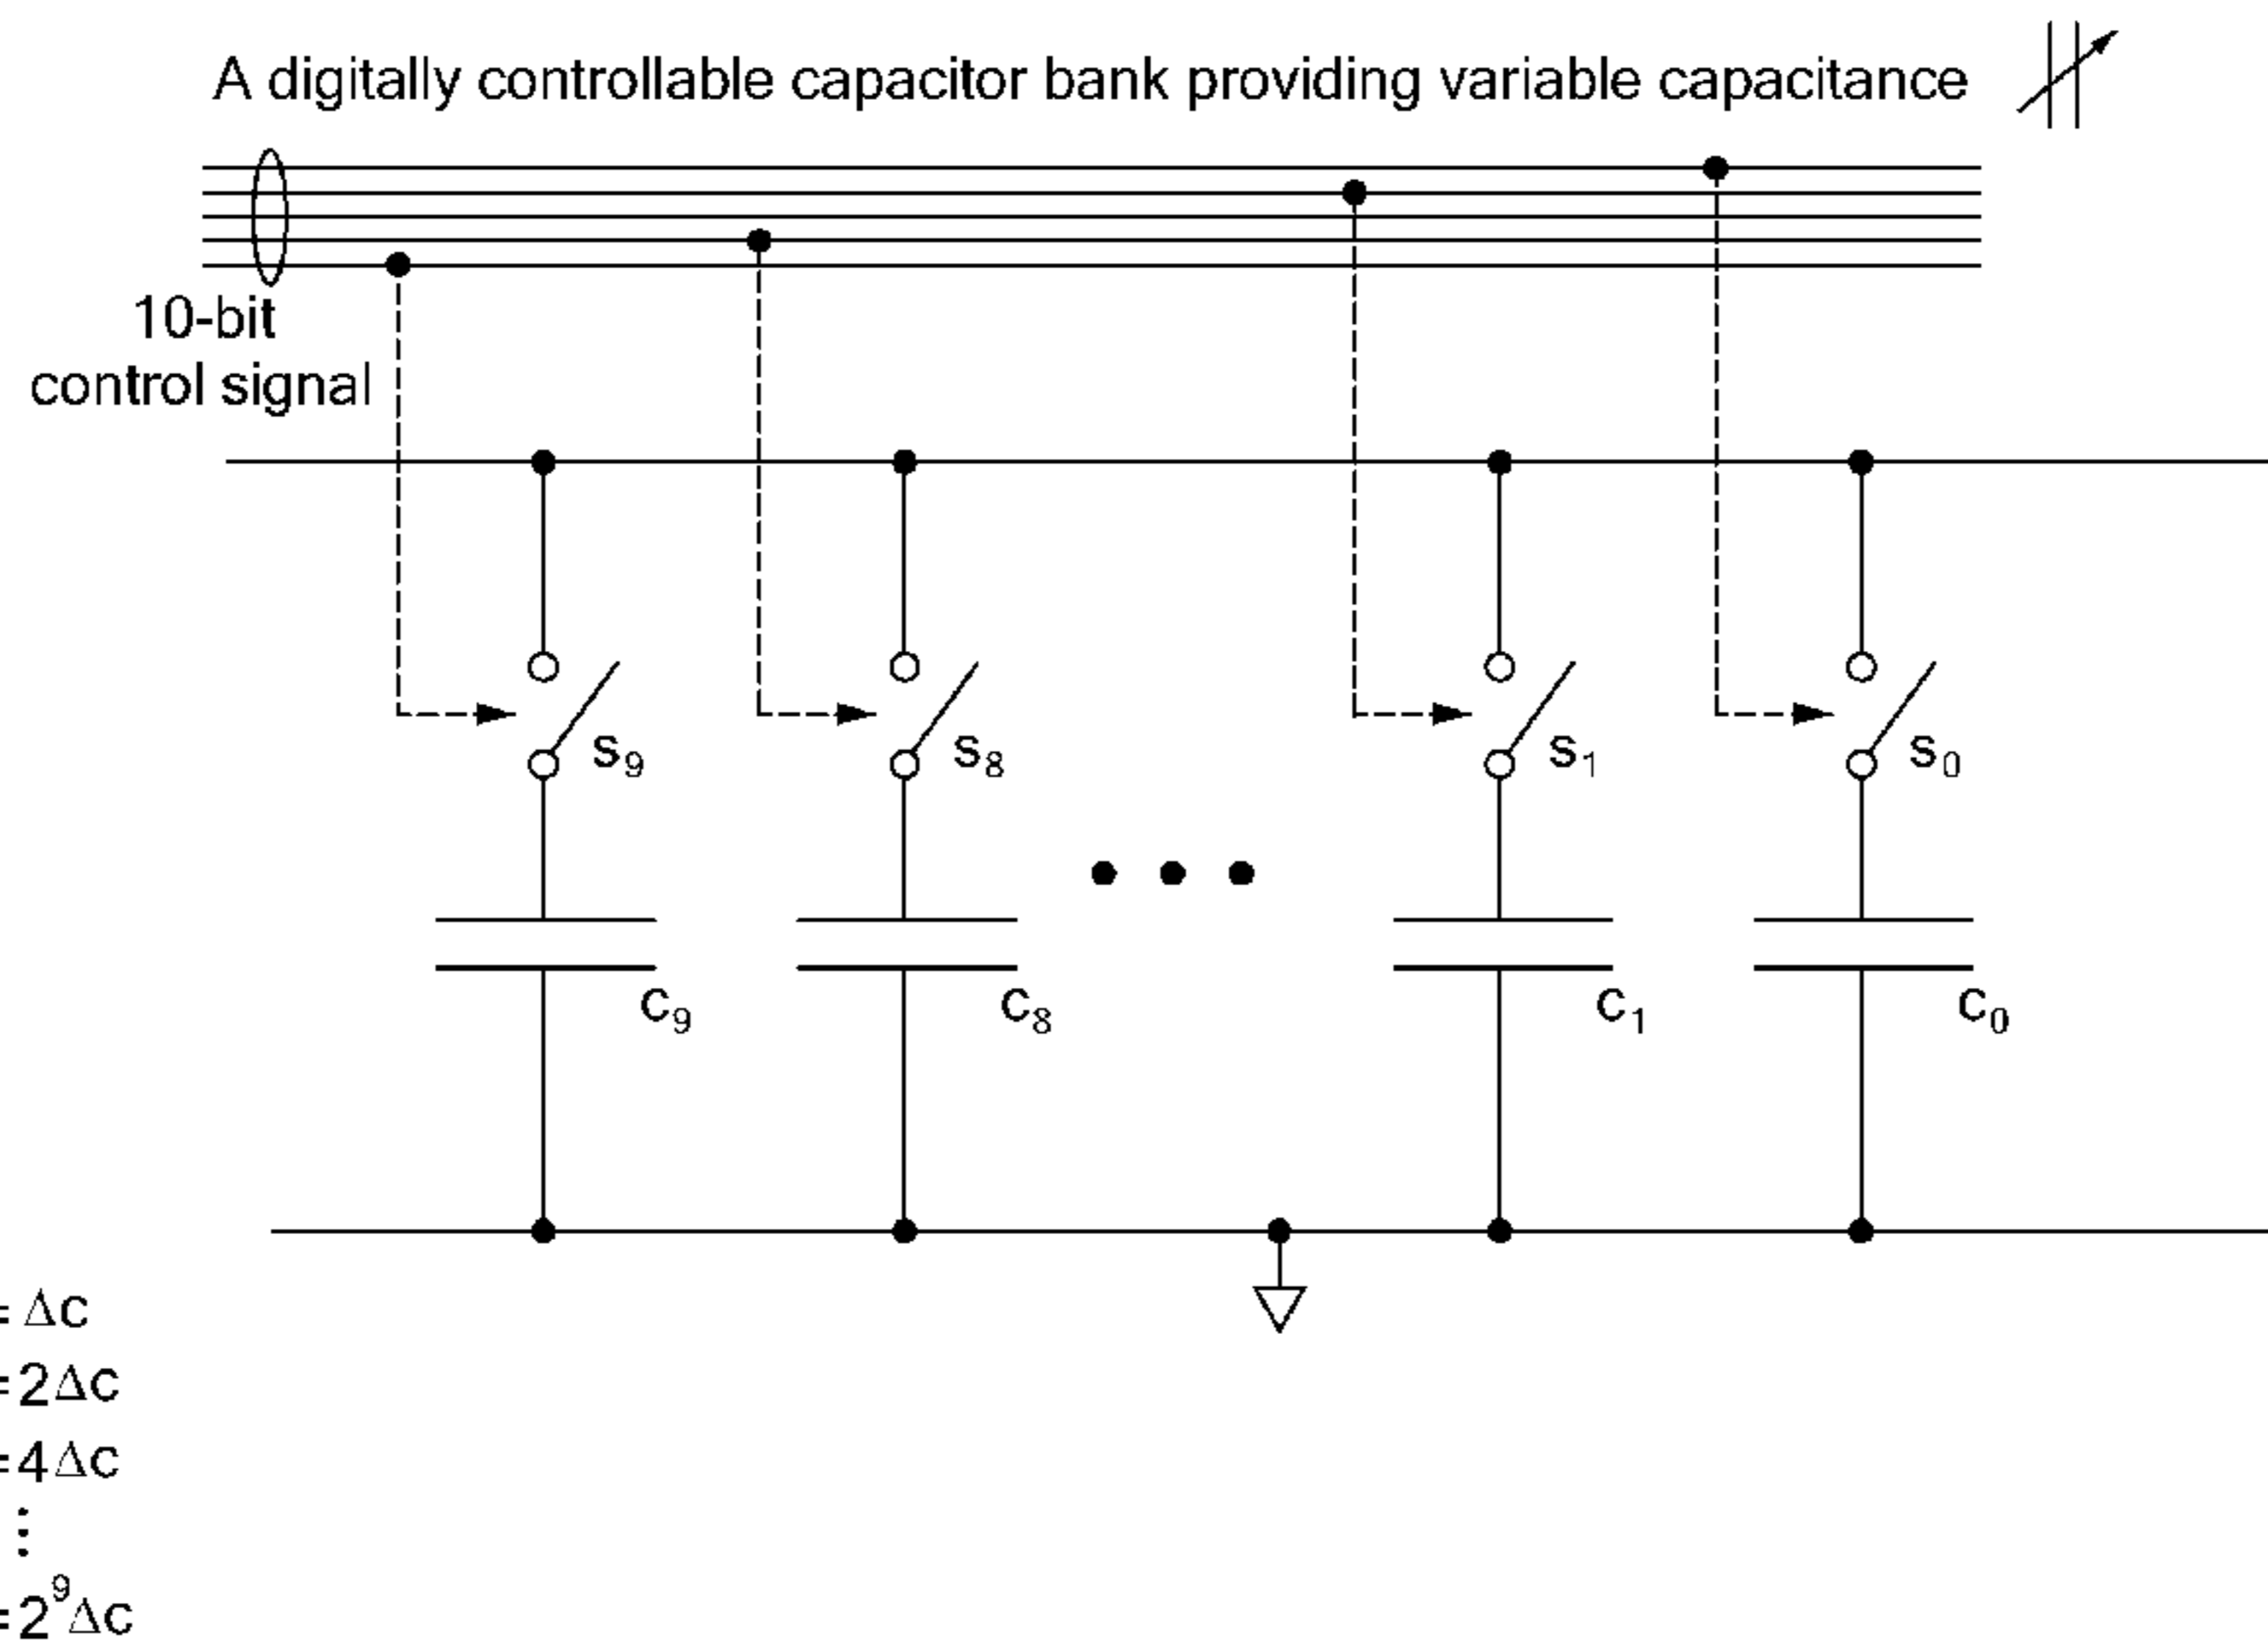 A digitally controllable capacitor bank providing variable capacitance
10-bit
control signal
s₉ s₈ s₁ s₀
c₉ c₈ c₁ c₀
= Δc
=2Δc
=4Δc
⋮
=2⁹Δc